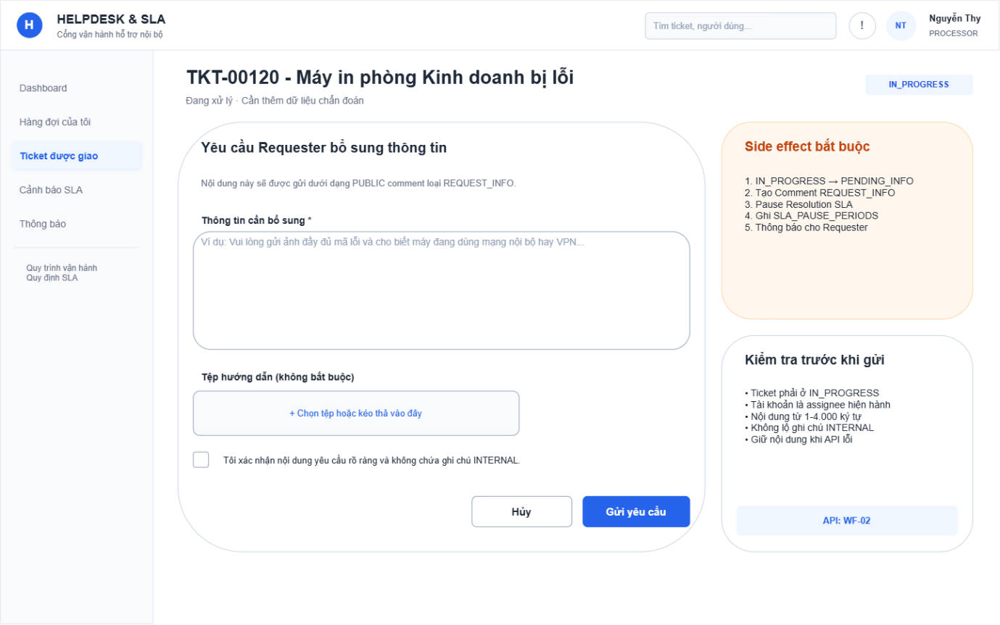 H
HELPDESK & SLA
Cổng vận hành hỗ trợ nội bộ
Tìm ticket, người dùng...
!
NT
Nguyễn Thy
PROCESSOR
Dashboard
Hàng đợi của tôi
Ticket được giao
Cảnh báo SLA
Thông báo
Quy trình vận hành
Quy định SLA
TKT-00120 - Máy in phòng Kinh doanh bị lỗi
Đang xử lý · Cần thêm dữ liệu chẩn đoán
IN_PROGRESS
Yêu cầu Requester bổ sung thông tin
Nội dung này sẽ được gửi dưới dạng PUBLIC comment loại REQUEST_INFO.
Thông tin cần bổ sung *
Ví dụ: Vui lòng gửi ảnh đầy đủ mã lỗi và cho biết máy đang dùng mạng nội bộ hay VPN...
Tệp hướng dẫn (không bắt buộc)
+ Chọn tệp hoặc kéo thả vào đây
Tôi xác nhận nội dung yêu cầu rõ ràng và không chứa ghi chú INTERNAL.
Hủy
Gửi yêu cầu
Side effect bắt buộc
1. IN_PROGRESS → PENDING_INFO
2. Tạo Comment REQUEST_INFO
3. Pause Resolution SLA
4. Ghi SLA_PAUSE_PERIODS
5. Thông báo cho Requester
Kiểm tra trước khi gửi
• Ticket phải ở IN_PROGRESS
• Tài khoản là assignee hiện hành
• Nội dung từ 1-4.000 ký tự
• Không lộ ghi chú INTERNAL
• Giữ nội dung khi API lỗi
API: WF-02